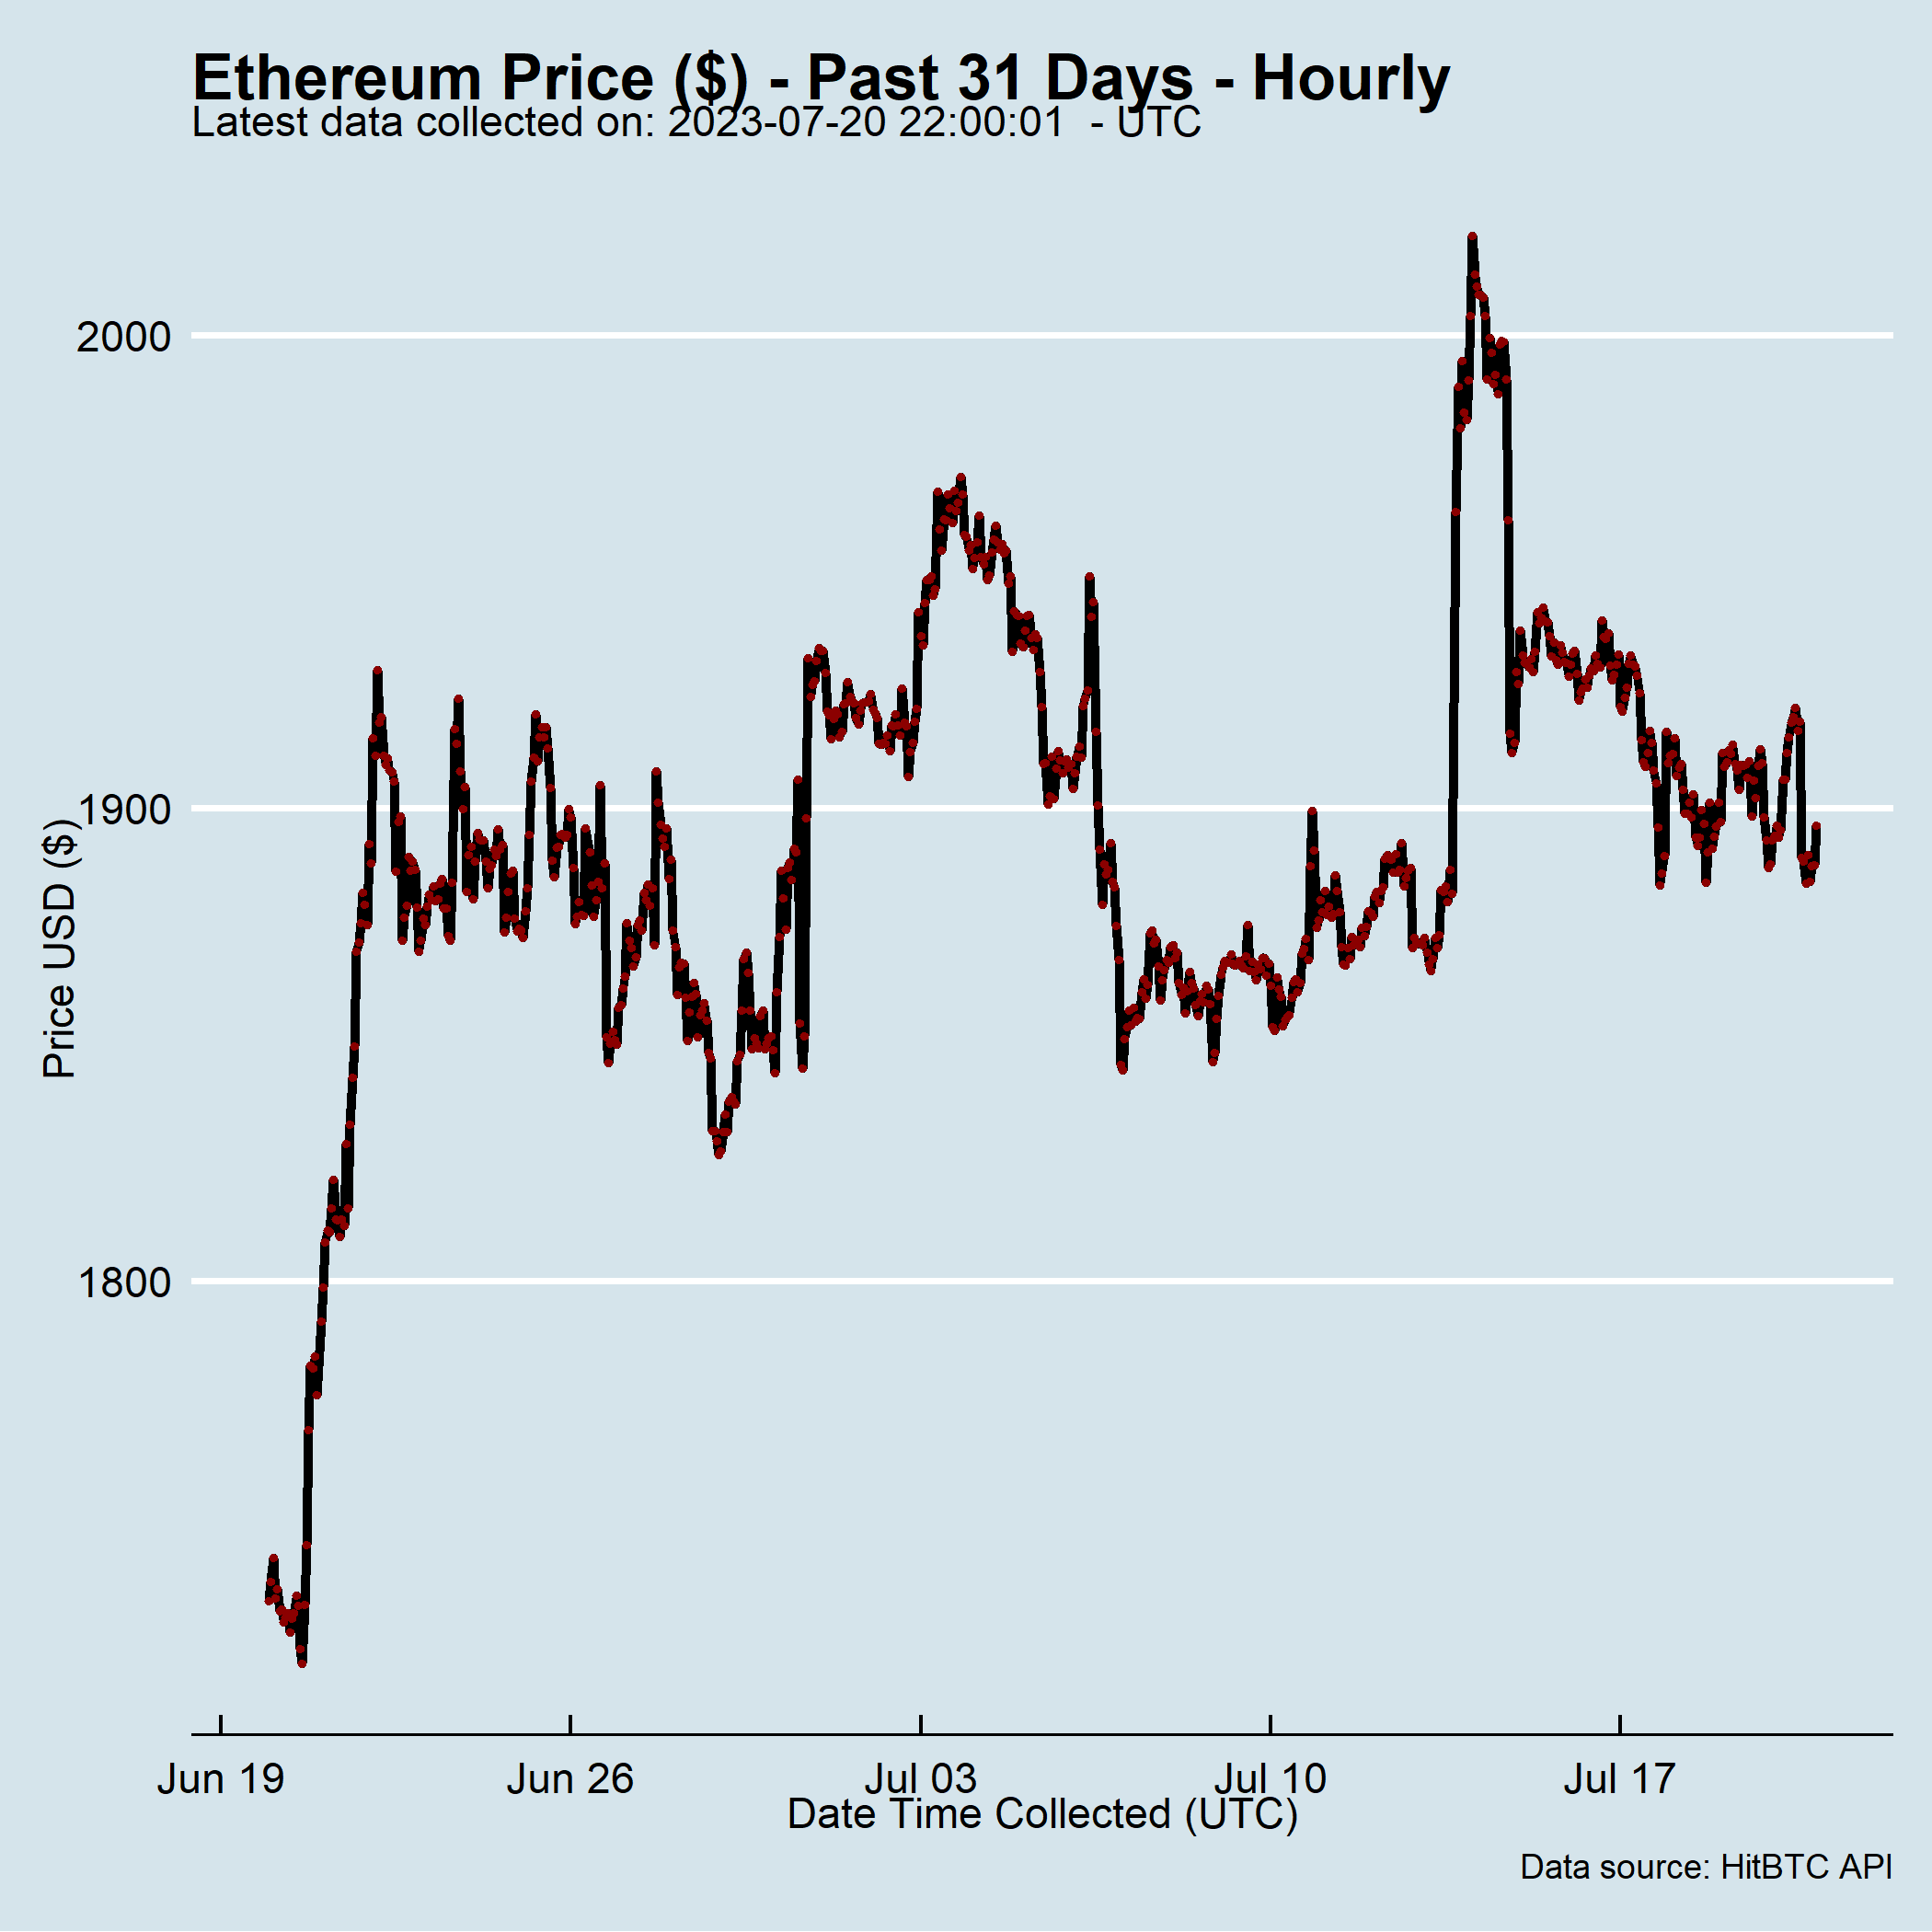 Ethereum Price ($) - Past 31 Days - Hourly
Latest data collected on: 2023-07-20 22:00:01  - UTC
Price USD ($)
2000
1900
1800
Jun 19 Jun 26 Jul 03 Jul 10 Jul 17
Date Time Collected (UTC)
Data source: HitBTC API